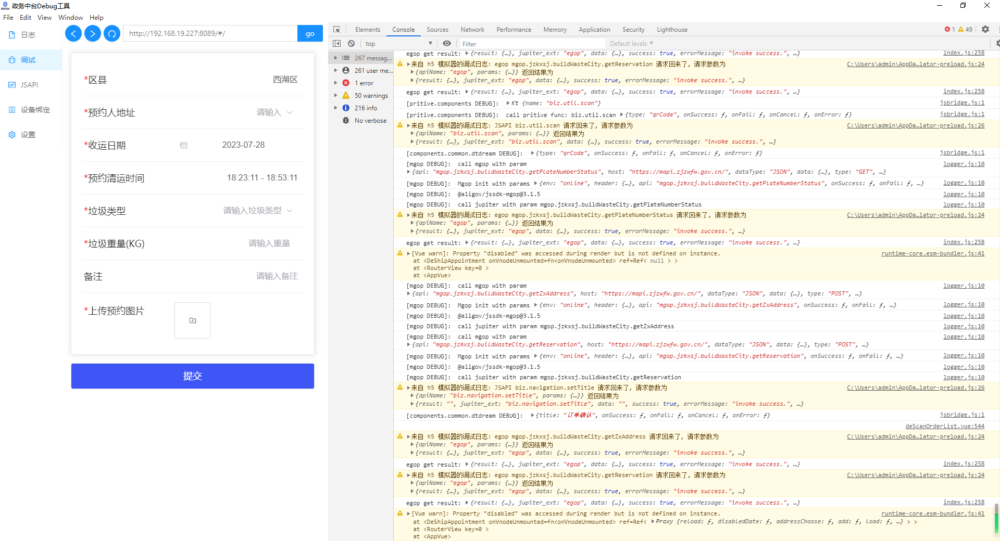 政务中台Debug工具
File Edit View Window Help
日志
调试
JSAPI
设备绑定
设置
http://192.168.19.227:8089/#/
go
*区县 西湖区
*预约人地址 请输入
*收运日期 2023-07-28
*预约清运时间 18:23:11 - 18:53:11
*垃圾类型 请输入垃圾类型
*垃圾重量(KG) 请输入重量
备注 请输入备注
*上传预约图片
提交
Elements Console Sources Network Performance Memory Application Security Lighthouse 1 49
top Filter Default levels
267 messag...
261 user me...
1 error
50 warnings
216 info
No verbose
egop get result: {result: {…}, jupiter_ext: "egop", data: {…}, success: true, errorMessage: "invoke success.", …} index.js:258
来自 h5 模拟器的调试日志: egop mgop.jzkxsj.buildWasteCity.getReservation 请求回来了, 请求参数为 C:\Users\admin\AppDa…lator-preload.js:24
{apiName: "egop", params: {…}} 返回结果为
{result: {…}, jupiter_ext: "egop", data: {…}, success: true, errorMessage: "invoke success.", …}
egop get result: {result: {…}, jupiter_ext: "egop", data: {…}, success: true, errorMessage: "invoke success.", …} index.js:258
[pritive.components DEBUG]: Kt {name: "biz.util.scan"} jsbridge.js:1
[pritive.components DEBUG]: call pritive func: biz.util.scan {type: "qrCode", onSuccess: ƒ, onFail: ƒ, onCancel: ƒ, onError: ƒ} jsbridge.js:1
来自 h5 模拟器的调试日志: JSAPI biz.util.scan 请求回来了, 请求参数为 C:\Users\admin\AppDa…lator-preload.js:26
{apiName: "biz.util.scan", params: {…}} 返回结果为
{result: {…}, jupiter_ext: "biz.util.scan", data: {…}, success: true, errorMessage: "invoke success.", …}
[components.common.dtdream DEBUG]: {type: "qrCode", onSuccess: ƒ, onFail: ƒ, onCancel: ƒ, onError: ƒ} jsbridge.js:1
[mgop DEBUG]: call mgop with param logger.js:10
{api: "mgop.jzkxsj.buildWasteCity.getPlateNumberStatus", host: "https://mapi.zjzwfw.gov.cn/", dataType: "JSON", data: {…}, type: "GET", …}
[mgop DEBUG]: Mgop init with params {env: "online", header: {…}, api: "mgop.jzkxsj.buildWasteCity.getPlateNumberStatus", onSuccess: ƒ, onFail: ƒ, …} logger.js:10
[mgop DEBUG]: @aligov/jssdk-mgop@3.1.5 logger.js:10
[mgop DEBUG]: call jupiter with param mgop.jzkxsj.buildWasteCity.getPlateNumberStatus logger.js:10
来自 h5 模拟器的调试日志: egop mgop.jzkxsj.buildWasteCity.getPlateNumberStatus 请求回来了, 请求参数为 C:\Users\admin\AppDa…lator-preload.js:24
{apiName: "egop", params: {…}} 返回结果为
{result: {…}, jupiter_ext: "egop", data: {…}, success: true, errorMessage: "invoke success.", …}
egop get result: {result: {…}, jupiter_ext: "egop", data: {…}, success: true, errorMessage: "invoke success.", …} index.js:258
[Vue warn]: Property "disabled" was accessed during render but is not defined on instance. runtime-core.esm-bundler.js:41
at <DeShipAppointment onVnodeUnmounted=fn<onVnodeUnmounted> ref=Ref< null > >
at <RouterView key=0 >
at <AppVue>
[mgop DEBUG]: call mgop with param logger.js:10
{api: "mgop.jzkxsj.buildWasteCity.getZxAddress", host: "https://mapi.zjzwfw.gov.cn/", dataType: "JSON", data: {…}, type: "POST", …}
[mgop DEBUG]: Mgop init with params {env: "online", header: {…}, api: "mgop.jzkxsj.buildWasteCity.getZxAddress", onSuccess: ƒ, onFail: ƒ, …} logger.js:10
[mgop DEBUG]: @aligov/jssdk-mgop@3.1.5 logger.js:10
[mgop DEBUG]: call jupiter with param mgop.jzkxsj.buildWasteCity.getZxAddress logger.js:10
[mgop DEBUG]: call mgop with param logger.js:10
{api: "mgop.jzkxsj.buildWasteCity.getReservation", host: "https://mapi.zjzwfw.gov.cn/", dataType: "JSON", data: {…}, type: "POST", …}
[mgop DEBUG]: Mgop init with params {env: "online", header: {…}, api: "mgop.jzkxsj.buildWasteCity.getReservation", onSuccess: ƒ, onFail: ƒ, …} logger.js:10
[mgop DEBUG]: @aligov/jssdk-mgop@3.1.5 logger.js:10
[mgop DEBUG]: call jupiter with param mgop.jzkxsj.buildWasteCity.getReservation logger.js:10
来自 h5 模拟器的调试日志: JSAPI biz.navigation.setTitle 请求回来了, 请求参数为 C:\Users\admin\AppDa…lator-preload.js:26
{apiName: "biz.navigation.setTitle", params: {…}} 返回结果为
{result: "", jupiter_ext: "biz.navigation.setTitle", data: "", success: true, errorMessage: "invoke success.", …}
[components.common.dtdream DEBUG]: {title: "订单确认", onSuccess: ƒ, onFail: ƒ, onCancel: ƒ, onError: ƒ} jsbridge.js:1
deScanOrderList.vue:544
来自 h5 模拟器的调试日志: egop mgop.jzkxsj.buildWasteCity.getZxAddress 请求回来了, 请求参数为 C:\Users\admin\AppDa…lator-preload.js:24
{apiName: "egop", params: {…}} 返回结果为
{result: {…}, jupiter_ext: "egop", data: {…}, success: true, errorMessage: "invoke success.", …}
egop get result: {result: {…}, jupiter_ext: "egop", data: {…}, success: true, errorMessage: "invoke success.", …} index.js:258
来自 h5 模拟器的调试日志: egop mgop.jzkxsj.buildWasteCity.getReservation 请求回来了, 请求参数为 C:\Users\admin\AppDa…lator-preload.js:24
{apiName: "egop", params: {…}} 返回结果为
{result: {…}, jupiter_ext: "egop", data: {…}, success: true, errorMessage: "invoke success.", …}
egop get result: {result: {…}, jupiter_ext: "egop", data: {…}, success: true, errorMessage: "invoke success.", …} index.js:258
[Vue warn]: Property "disabled" was accessed during render but is not defined on instance. runtime-core.esm-bundler.js:41
at <DeShipAppointment onVnodeUnmounted=fn<onVnodeUnmounted> ref=Ref< Proxy {reload: ƒ, disabledDate: ƒ, addressChoose: ƒ, add: ƒ, load: ƒ, …} > >
at <RouterView key=0 >
at <AppVue>